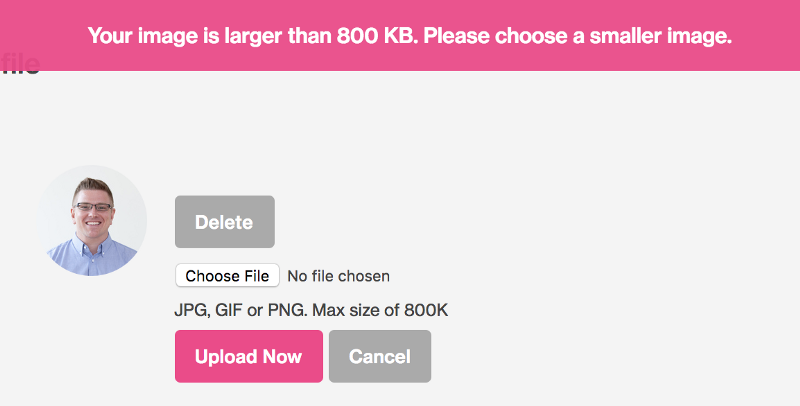 Your image is larger than 800 KB. Please choose a smaller image.
file
Delete
Choose File No file chosen
JPG, GIF or PNG. Max size of 800K
Upload Now Cancel